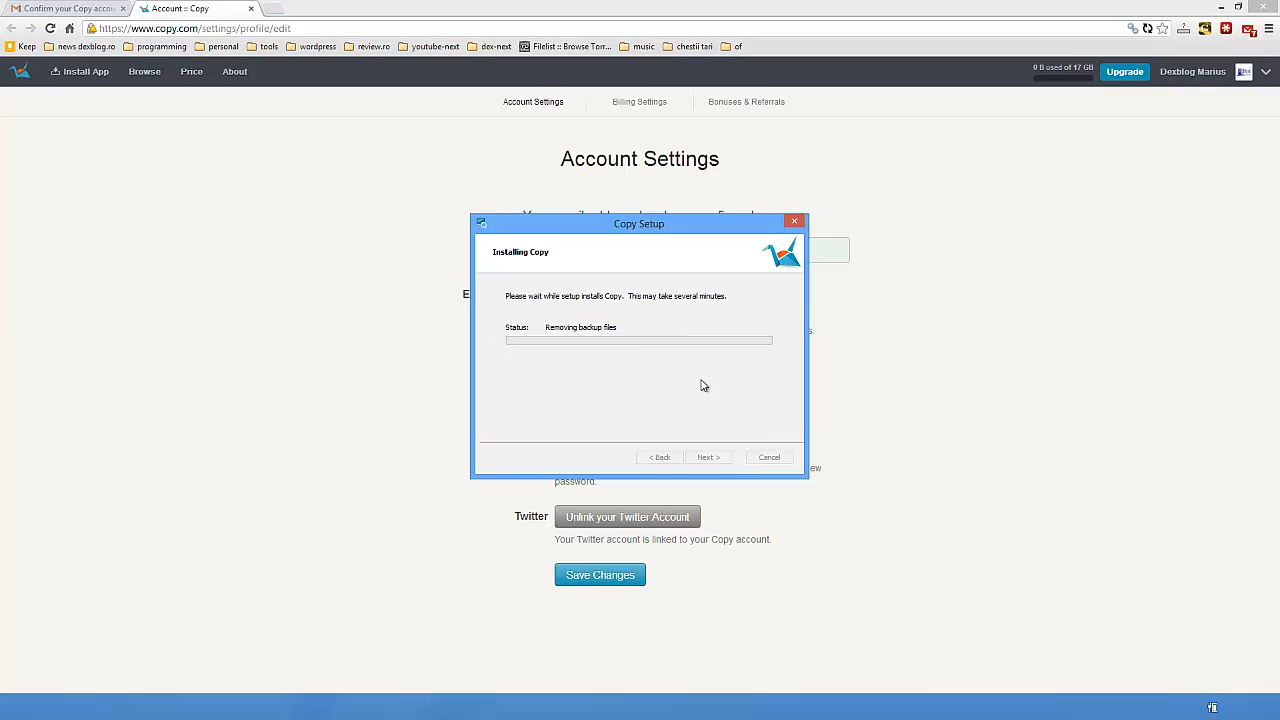 Confirm your Copy accou
Account :: Copy
https://www.copy.com/settings/profile/edit
Keep
news dexblog.ro
programming
personal
tools
wordpress
review.ro
youtube-next
dex-next
Filelist :: Browse Torr...
music
chestii tari
of
Install App
Browse
Price
About
0 B used of 17 GB
Upgrade
Dexblog Marius
Account Settings
Billing Settings
Bonuses & Referrals
Account Settings
Copy Setup
Installing Copy
E
Please wait while setup installs Copy. This may take several minutes.
Status: Removing backup files
s.
< Back
Next >
Cancel
ew
password.
Twitter
Unlink your Twitter Account
Your Twitter account is linked to your Copy account.
Save Changes